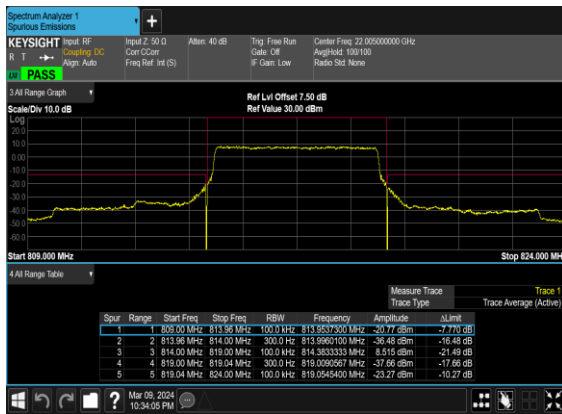 Spectrum Analyzer 1
Spurious Emissions
KEYSIGHT Input: RF Input Z: 50 Ω Atten: 40 dB Trig: Free Run Center Freq: 22.005000000 GHz
R T Coupling: DC Corr CCorr Gate: Off Avg|Hold: 100/100
Align: Auto Freq Ref: Int (S) IF Gain: Low Radio Std: None
PASS
3 All Range Graph
Ref Lvl Offset 7.50 dB
Scale/Div 10.0 dB Ref Value 30.00 dBm
Log
20.0
10.0
0.00
-10.0
-20.0
-30.0
-40.0
-50.0
-60.0
Start 809.000 MHz Stop 824.000 MH
4 All Range Table
Measure Trace Trace 1
Trace Type Trace Average (Active)
Spur Range Start Freq Stop Freq RBW Frequency Amplitude ΔLimit
1 1 809.00 MHz 813.96 MHz 100.0 kHz 813.9537300 MHz -20.77 dBm -7.770 dB
2 2 813.96 MHz 814.00 MHz 300.0 Hz 813.9960100 MHz -36.48 dBm -16.48 dB
3 3 814.00 MHz 819.00 MHz 100.0 kHz 814.3833333 MHz 8.515 dBm -21.49 dB
4 4 819.00 MHz 819.04 MHz 300.0 Hz 819.0090567 MHz -37.66 dBm -17.66 dB
5 5 819.04 MHz 824.00 MHz 100.0 kHz 819.0545400 MHz -23.27 dBm -10.27 dB
Mar 09, 2024
10:34:05 PM